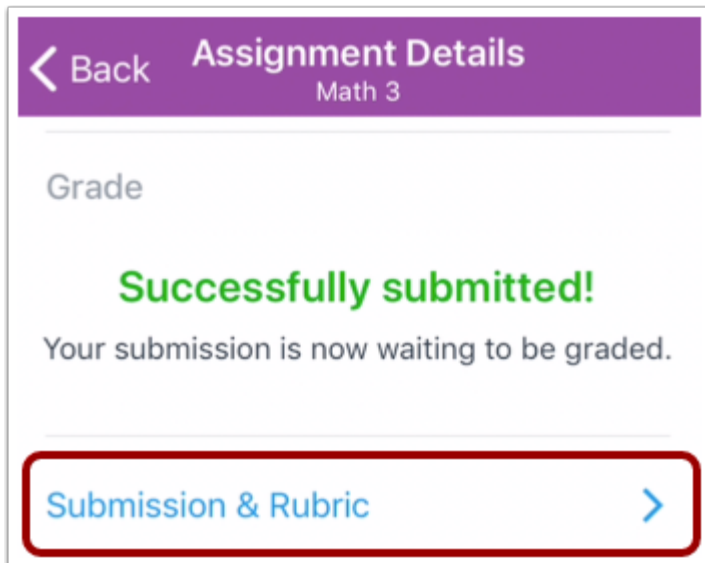 Back
Assignment Details
Math 3
Grade
Successfully submitted!
Your submission is now waiting to be graded.
Submission & Rubric